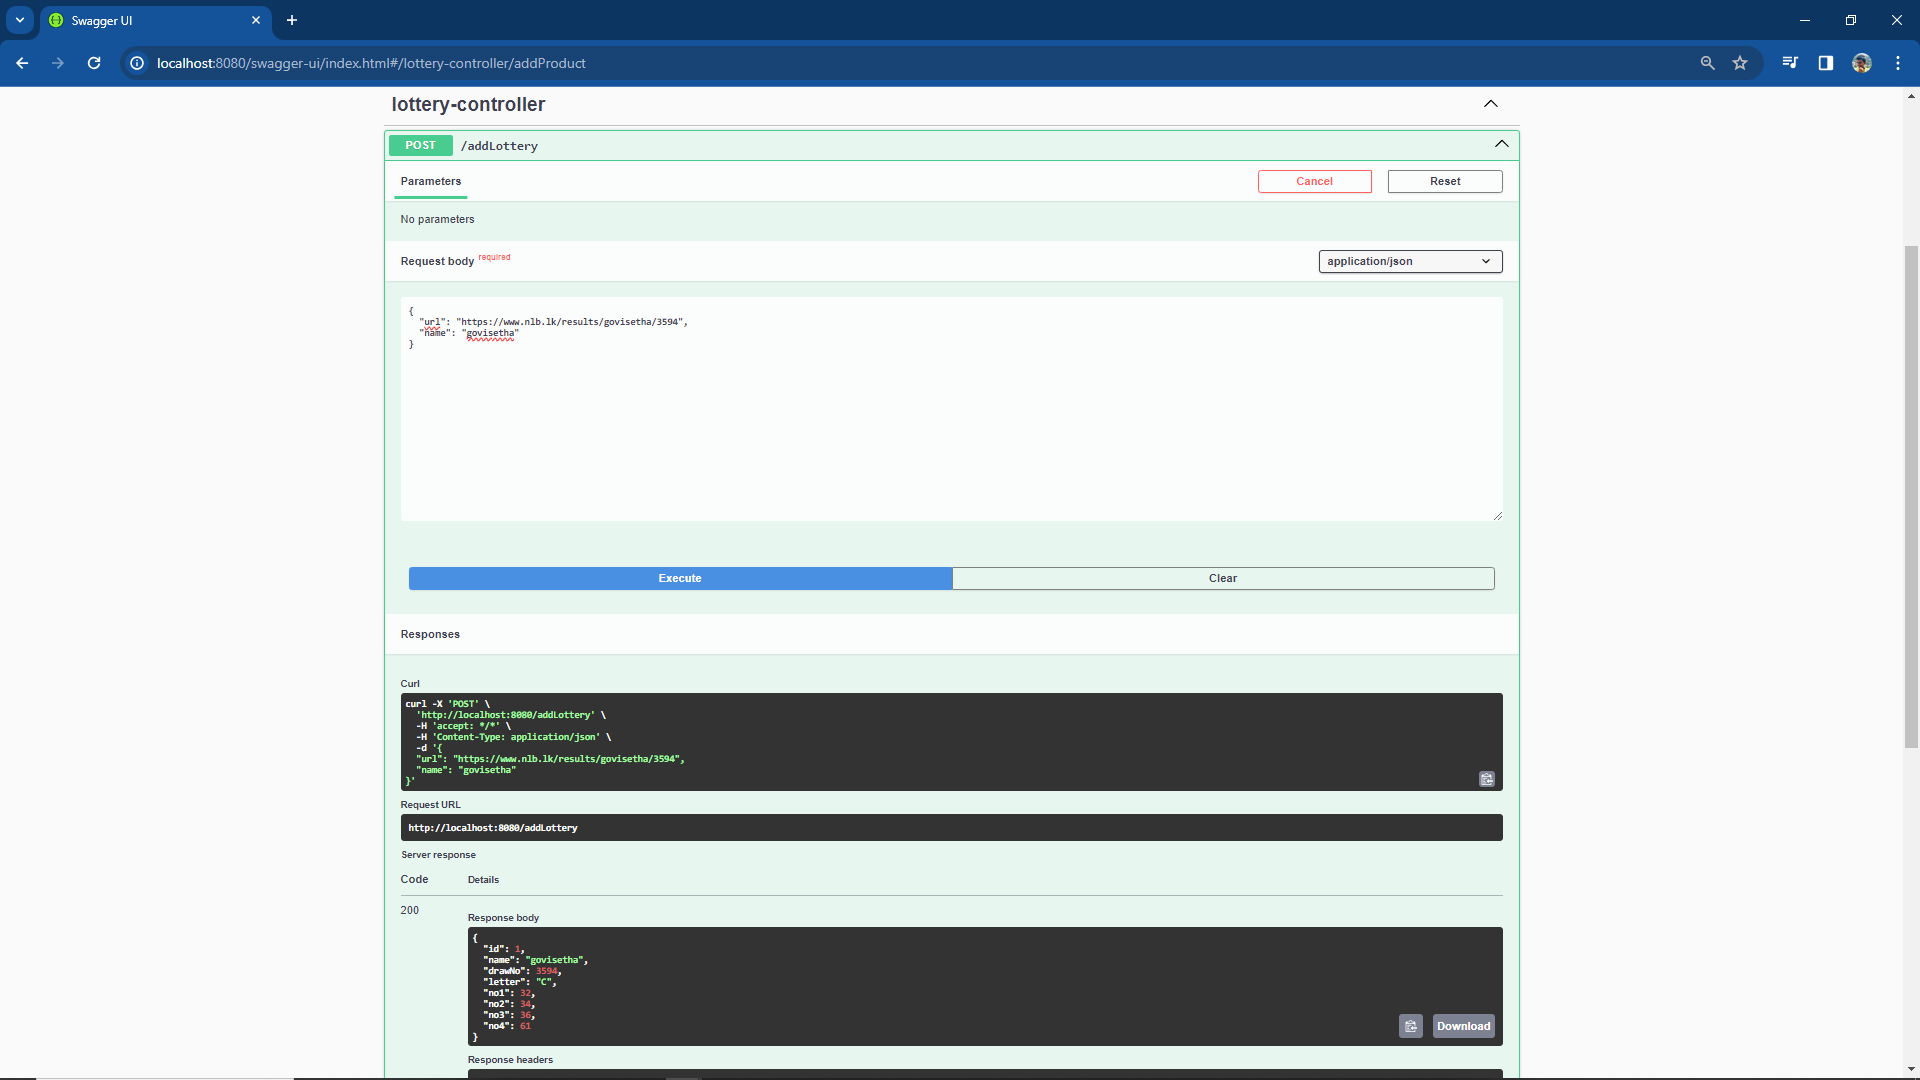 Swagger UI
localhost:8080/swagger-ui/index.html#/lottery-controller/addProduct
lottery-controller
POST /addLottery
Parameters
Cancel
Reset
No parameters
Request body required
application/json
{
  "url": "https://www.nlb.lk/results/govisetha/3594",
  "name": "govisetha"
}
Execute
Clear
Responses
Curl
curl -X 'POST' \
  'http://localhost:8080/addLottery' \
  -H 'accept: */*' \
  -H 'Content-Type: application/json' \
  -d '{
  "url": "https://www.nlb.lk/results/govisetha/3594",
  "name": "govisetha"
}'
Request URL
http://localhost:8080/addLottery
Server response
Code Details
200
Response body
{
  "id": 1,
  "name": "govisetha",
  "drawNo": 3594,
  "letter": "C",
  "no1": 32,
  "no2": 34,
  "no3": 36,
  "no4": 61
}
Download
Response headers